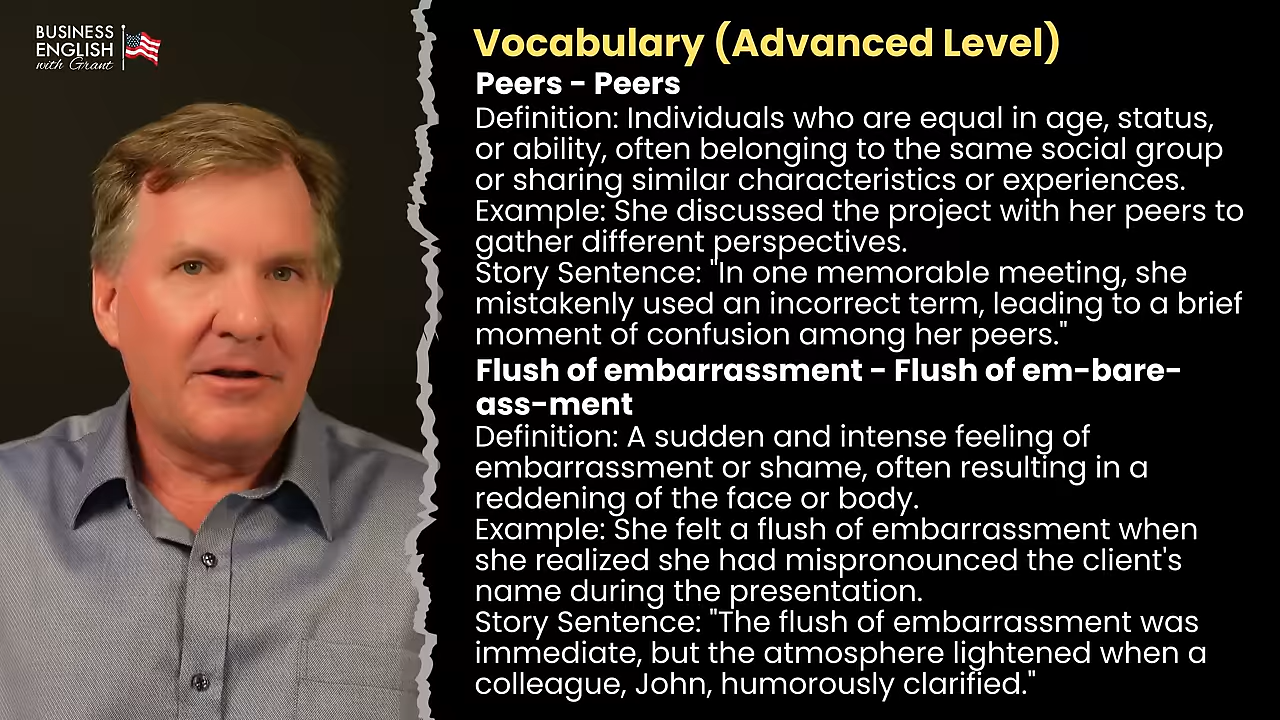 BUSINESS
ENGLISH
with Grant
Vocabulary (Advanced Level)
Peers - Peers
Definition: Individuals who are equal in age, status,
or ability, often belonging to the same social group
or sharing similar characteristics or experiences.
Example: She discussed the project with her peers to
gather different perspectives.
Story Sentence: "In one memorable meeting, she
mistakenly used an incorrect term, leading to a brief
moment of confusion among her peers."
Flush of embarrassment - Flush of em-bare-
ass-ment
Definition: A sudden and intense feeling of
embarrassment or shame, often resulting in a
reddening of the face or body.
Example: She felt a flush of embarrassment when
she realized she had mispronounced the client's
name during the presentation.
Story Sentence: "The flush of embarrassment was
immediate, but the atmosphere lightened when a
colleague, John, humorously clarified."